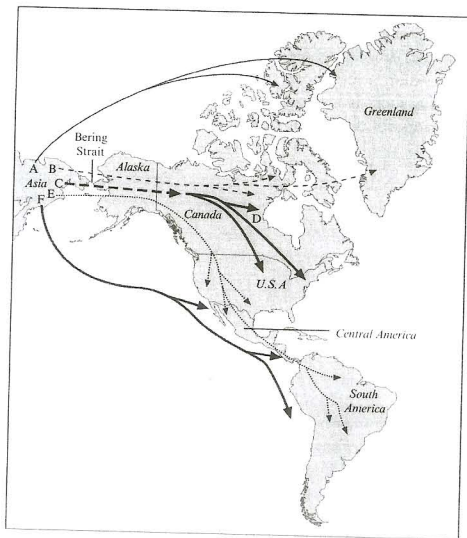 Greenland
Bering
Strait
Alaska
A B
Asia C
E
F
Canada
D
U.S.A
Central America
South
America